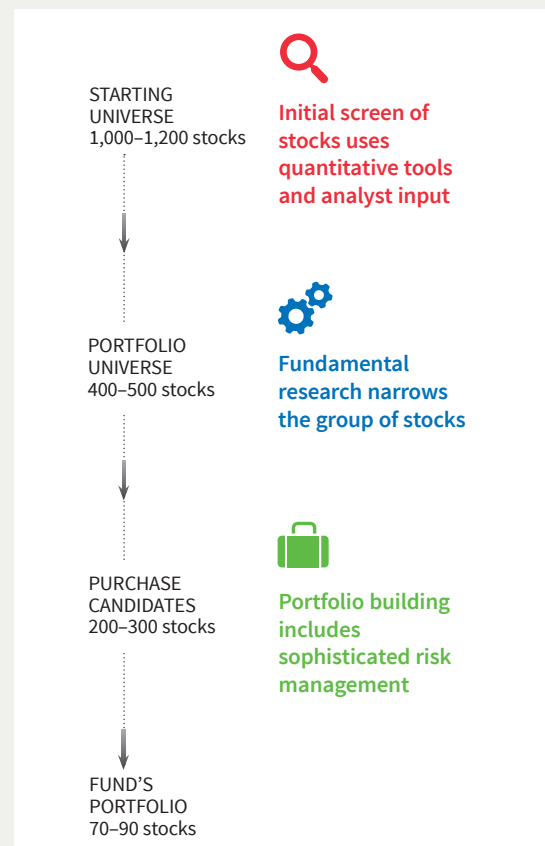 STARTING
UNIVERSE
1,000–1,200 stocks
Initial screen of
stocks uses
quantitative tools
and analyst input
PORTFOLIO
UNIVERSE
400–500 stocks
Fundamental
research narrows
the group of stocks
PURCHASE
CANDIDATES
200–300 stocks
Portfolio building
includes
sophisticated risk
management
FUND’S
PORTFOLIO
70–90 stocks